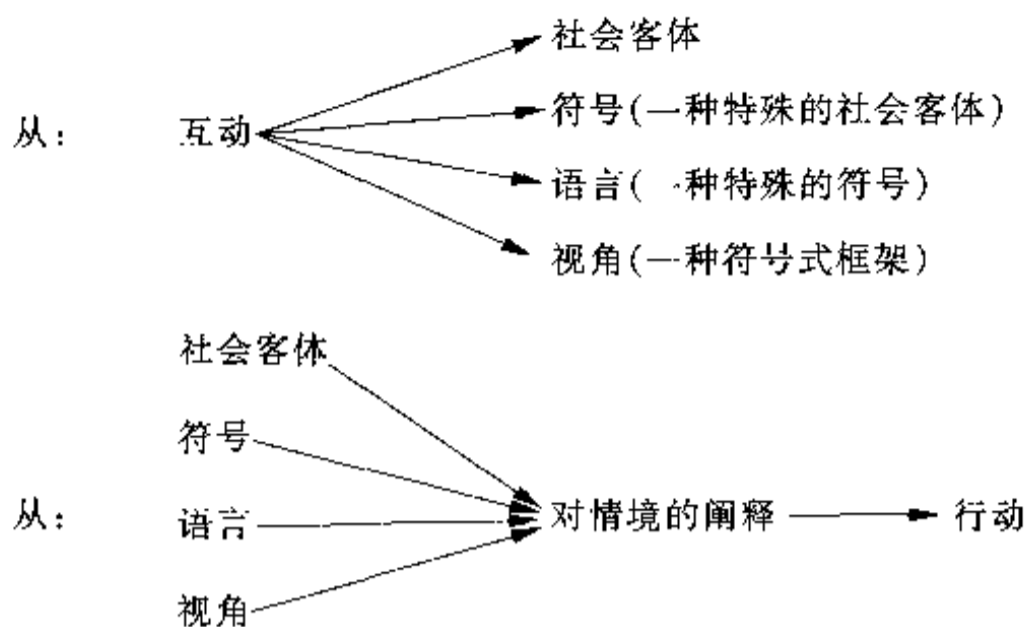 社会客体
符号(一种特殊的社会客体)
从: 互动
语言(一种特殊的符号)
视角(一种符号式框架)
社会客体
符号
从: 语言 对情境的阐释 行动
视角